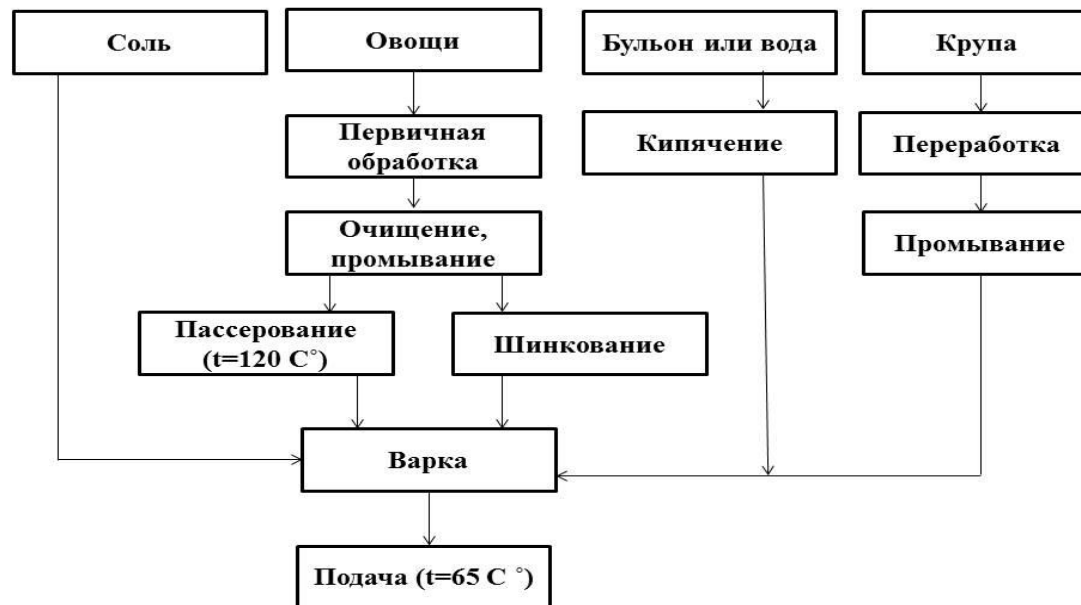 Соль
Овощи
Бульон или вода
Крупа
Первичная
обработка
Кипячение
Переработка
Очищение,
промывание
Промывание
Пассерование
(t=120 C˚)
Шинкование
Варка
Подача (t=65 C ˚)